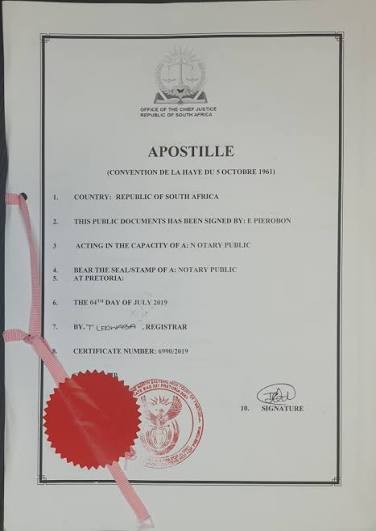 OFFICE OF THE CHIEF JUSTICE
REPUBLIC OF SOUTH AFRICA
APOSTILLE
(CONVENTION DE LA HAYE DU 5 OCTOBRE 1961)
1. COUNTRY: REPUBLIC OF SOUTH AFRICA
2. THIS PUBLIC DOCUMENTS HAS BEEN SIGNED BY: E PIEROBON
3 ACTING IN THE CAPACITY OF A: N OTARY PUBLIC
4. BEAR THE SEAL/STAMP OF A: NOTARY PUBLIC
5. AT PRETORIA:
6. THE 04TH DAY OF JULY 2019
7. BY. , REGISTRAR
8. CERTIFICATE NUMBER: 6990/2019
10. SIGNATURE